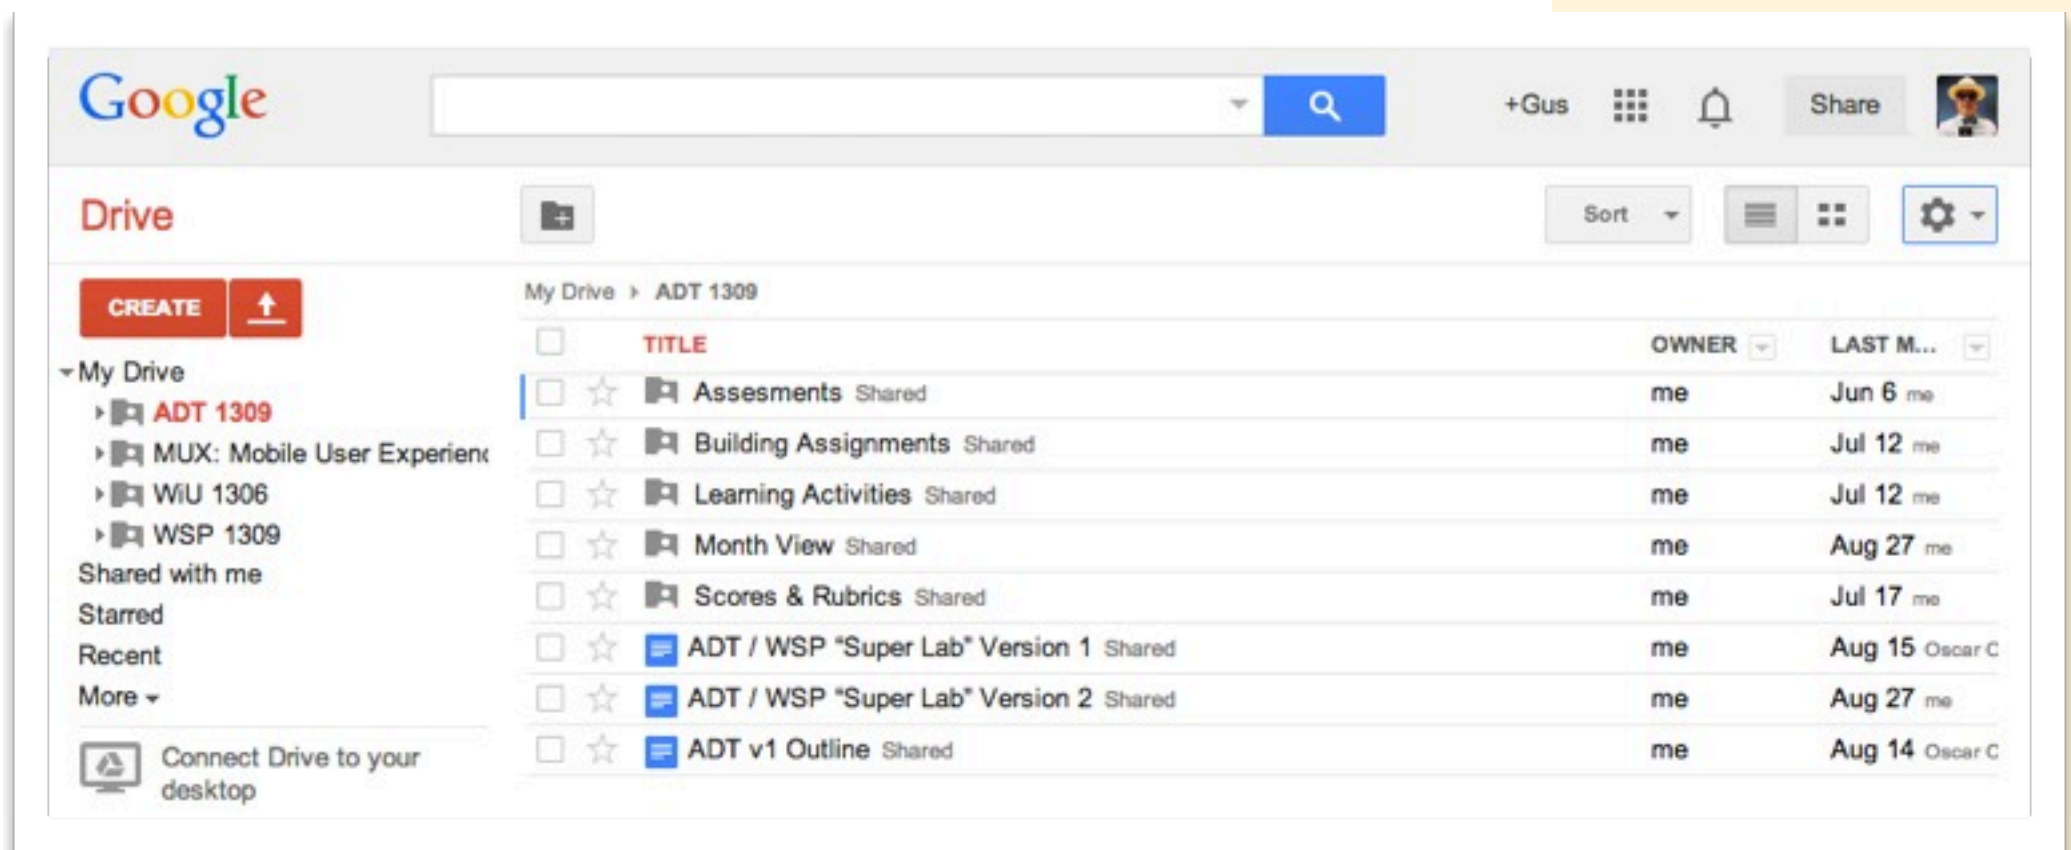 Google
+Gus Share
Drive
Sort
CREATE
My Drive
ADT 1309
MUX: Mobile User Experienc
WiU 1306
WSP 1309
Shared with me
Starred
Recent
More
Connect Drive to your
desktop
My Drive ADT 1309
TITLE OWNER LAST M...
Assesments Shared me Jun 6 me
Building Assignments Shared me Jul 12 me
Learning Activities Shared me Jul 12 me
Month View Shared me Aug 27 me
Scores & Rubrics Shared me Jul 17 me
ADT / WSP “Super Lab” Version 1 Shared me Aug 15 Oscar C
ADT / WSP “Super Lab” Version 2 Shared me Aug 27 me
ADT v1 Outline Shared me Aug 14 Oscar C